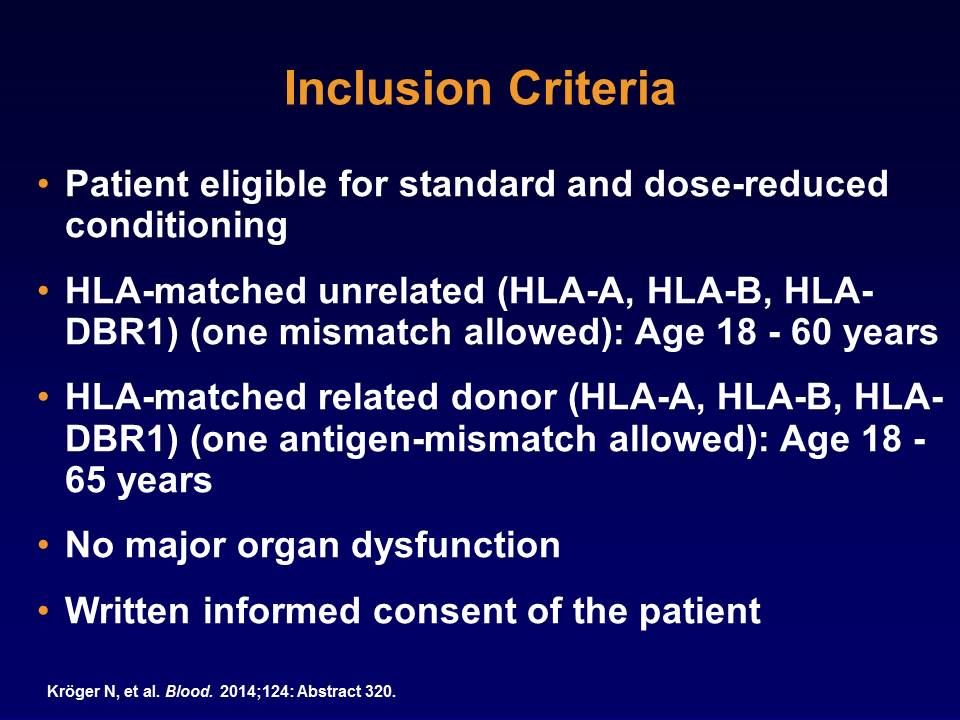 Inclusion Criteria
• Patient eligible for standard and dose-reduced
conditioning
• HLA-matched unrelated (HLA-A, HLA-B, HLA-
DBR1) (one mismatch allowed): Age 18 - 60 years
• HLA-matched related donor (HLA-A, HLA-B, HLA-
DBR1) (one antigen-mismatch allowed): Age 18 -
65 years
• No major organ dysfunction
• Written informed consent of the patient
Kröger N, et al. Blood. 2014;124: Abstract 320.